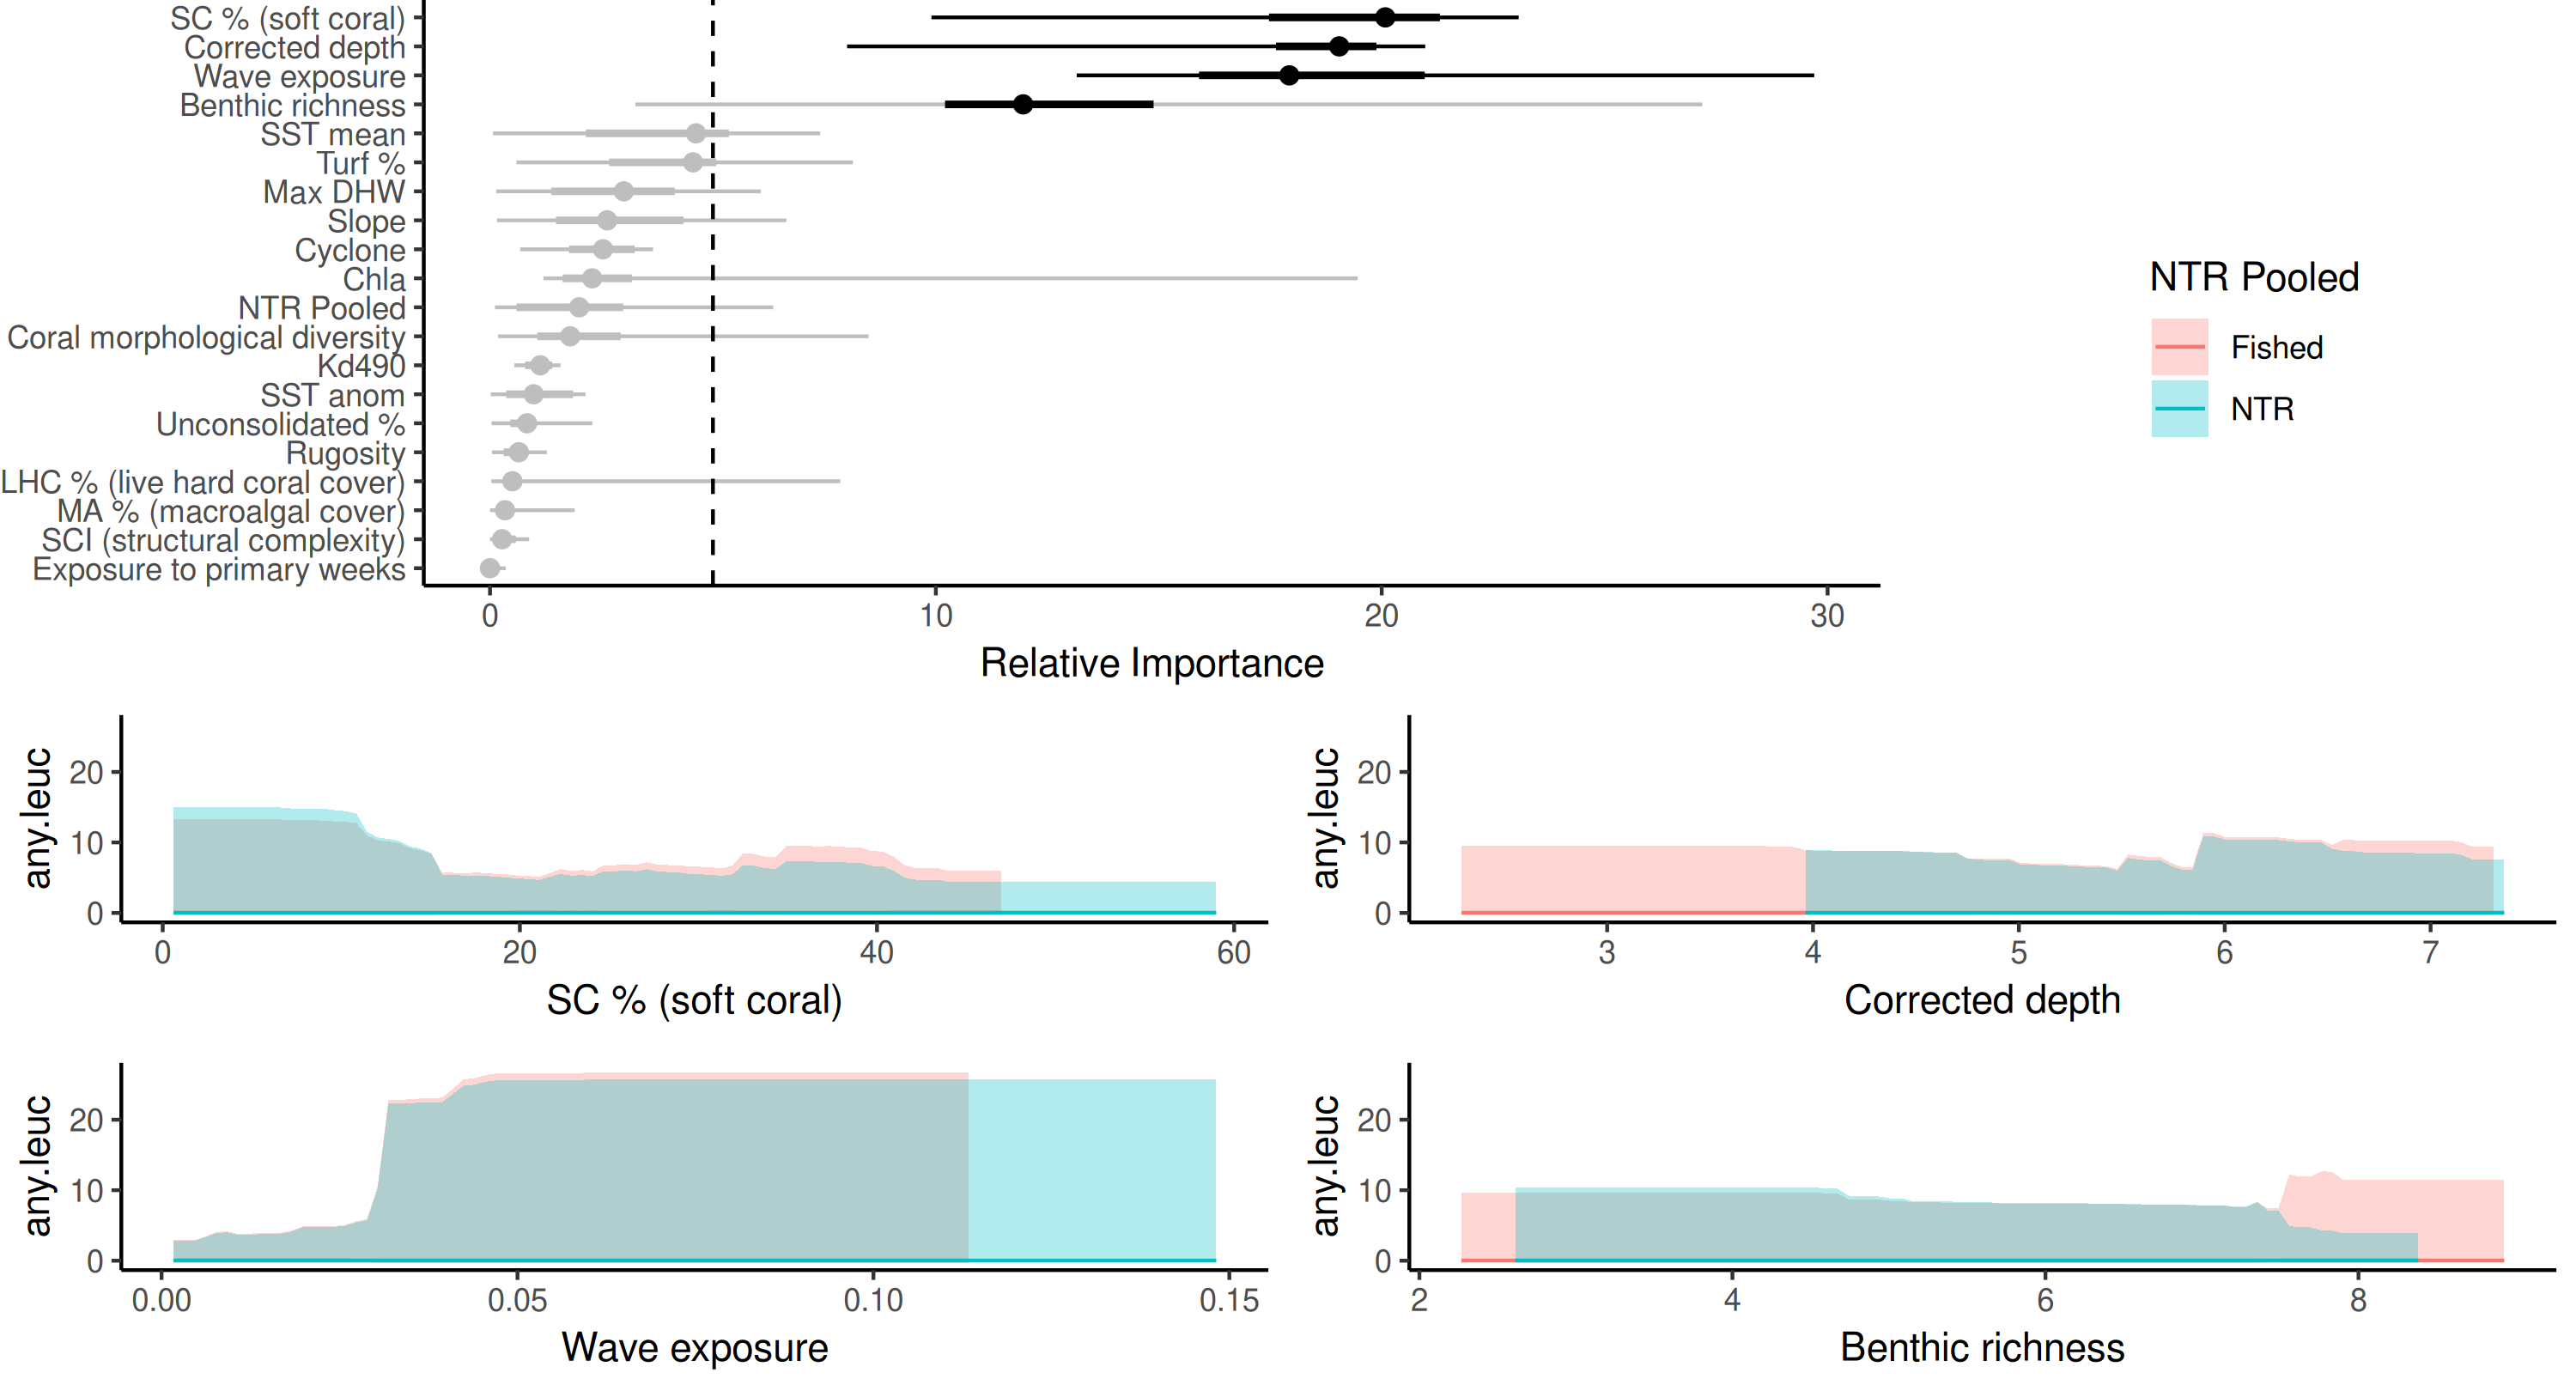 SC % (soft coral)
Corrected depth
Wave exposure
Benthic richness
SST mean
Turf %
Max DHW
Slope
Cyclone
Chla
NTR Pooled
Coral morphological diversity
Kd490
SST anom
Unconsolidated %
Rugosity
LHC % (live hard coral cover)
MA % (macroalgal cover)
SCI (structural complexity)
Exposure to primary weeks
0 10 20 30
Relative Importance
NTR Pooled
Fished
NTR
any.leuc
20
10
0
0 20 40 60
SC % (soft coral)
any.leuc
20
10
0
3 4 5 6 7
Corrected depth
any.leuc
20
10
0
0.00 0.05 0.10 0.15
Wave exposure
any.leuc
20
10
0
2 4 6 8
Benthic richness